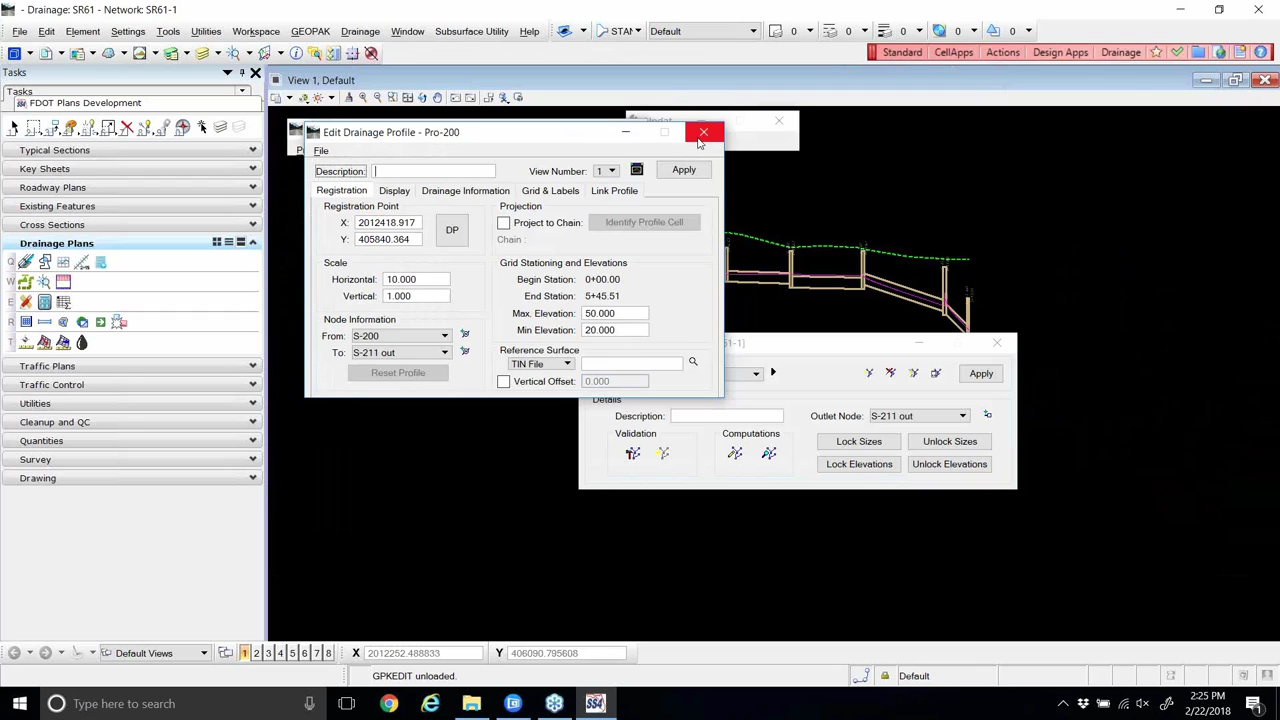 - Drainage: SR61 - Network: SR61-1
File Edit Element Settings Tools Utilities Workspace GEOPAK Drainage Window Subsurface Utility Help
Default 0 0 0 0 0
Standard CellApps Actions Design Apps Drainage
Tasks
Tasks
FDOT Plans Development
Typical Sections
Key Sheets
Roadway Plans
Existing Features
Cross Sections
Drainage Plans
Q
W
E
R
T
Traffic Plans
Traffic Control
Utilities
Cleanup and QC
Quantities
Survey
Drawing
View 1, Default
Edit Drainage Profile - Pro-200
File
Description: View Number: 1 Apply
Registration Display Drainage Information Grid & Labels Link Profile
Registration Point
X: 2012418.917
Y: 405840.364
DP
Scale
Horizontal: 10.000
Vertical: 1.000
Node Information
From: S-200
To: S-211 out
Reset Profile
Projection
Project to Chain: Identify Profile Cell
Chain :
Grid Stationing and Elevations
Begin Station: 0+00.00
End Station: 5+45.51
Max. Elevation: 50.000
Min Elevation: 20.000
Reference Surface
TIN File
Vertical Offset: 0.000
-1]
Apply
Details
Description: Outlet Node: S-211 out
Validation Computations
Lock Sizes Unlock Sizes
Lock Elevations Unlock Elevations
Default Views 1 2 3 4 5 6 7 8 X 2012252.488833 Y 406090.795608
GPKEDIT unloaded. Default
Type here to search
SS4
2:25 PM
2/22/2018